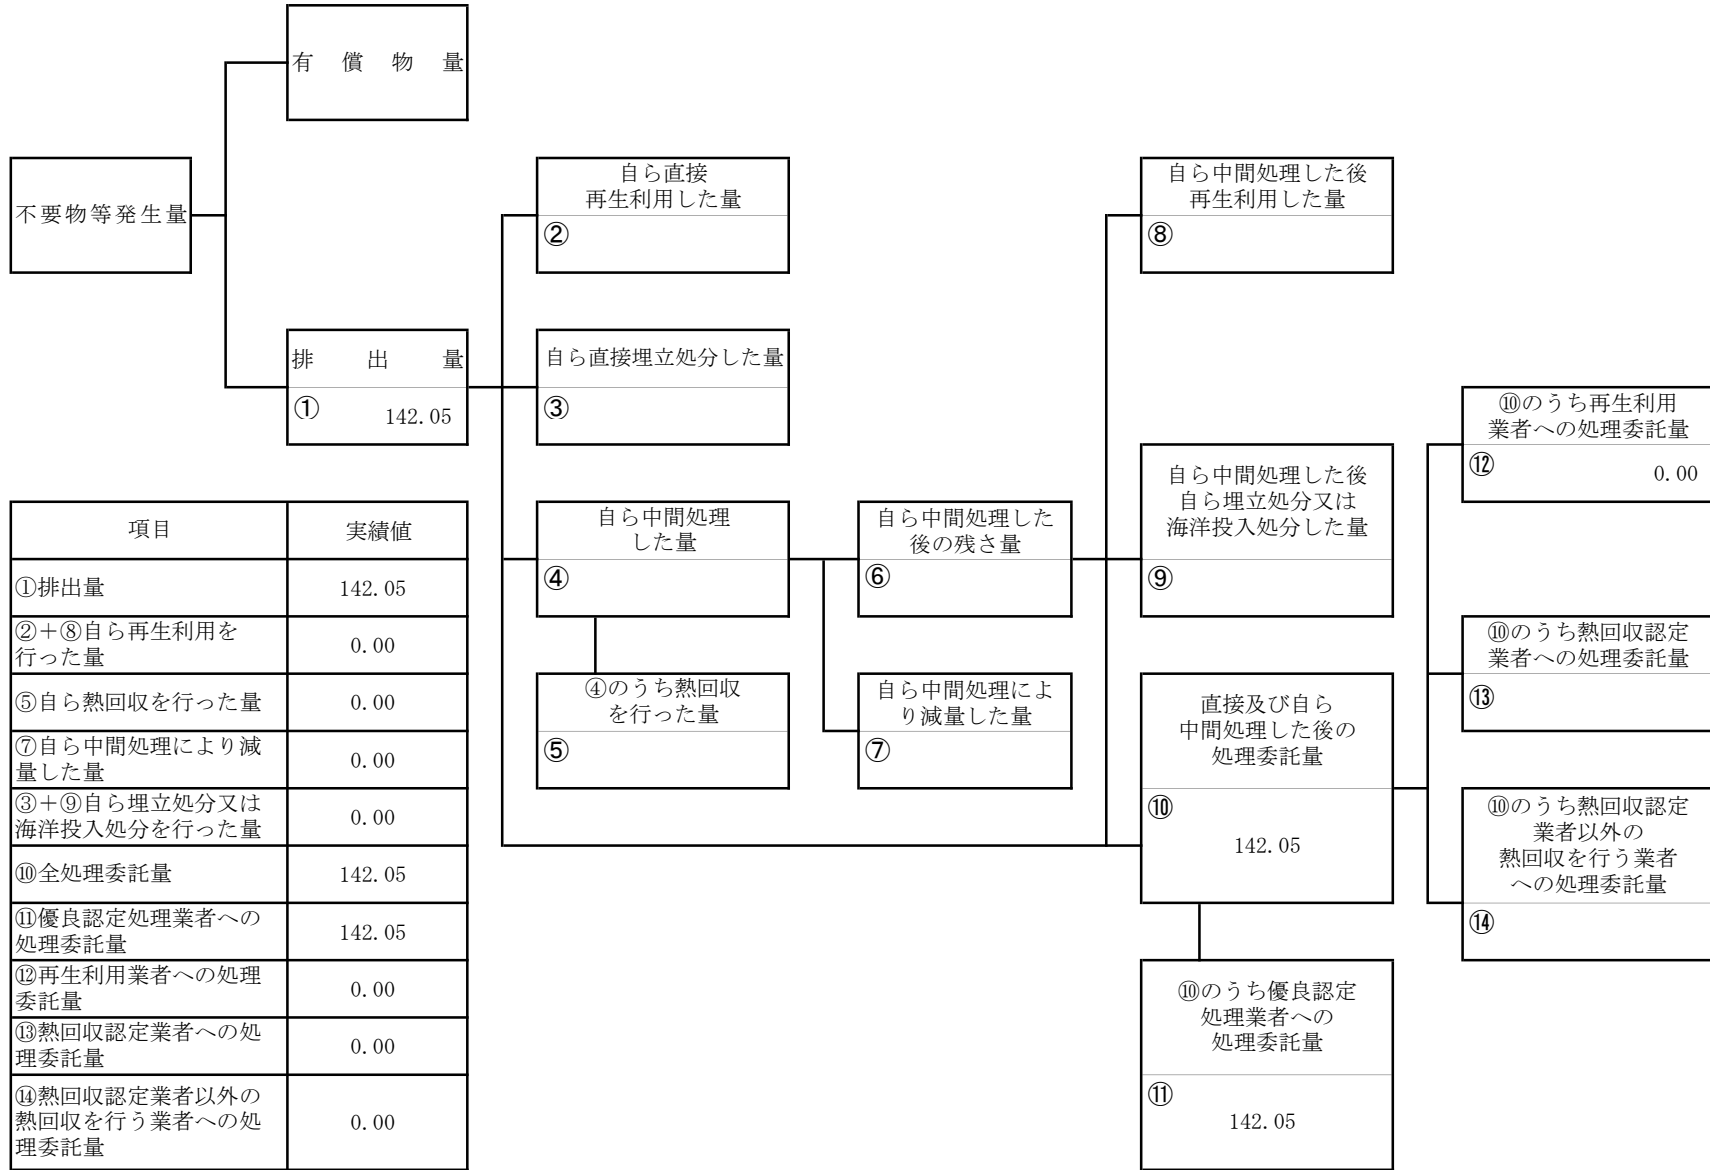 有償物量
不要物等発生量
自ら直接
再生利用した量
②
自ら中間処理した後
再生利用した量
⑧
排出量
① 142.05
自ら直接埋立処分した量
③
⑩のうち再生利用
業者への処理委託量
⑫ 0.00
自ら中間処理
した量
④
自ら中間処理した
後の残さ量
⑥
自ら中間処理した後
自ら埋立処分又は
海洋投入処分した量
⑨
④のうち熱回収
を行った量
⑤
自ら中間処理によ
り減量した量
⑦
直接及び自ら
中間処理した後の
処理委託量
⑩
142.05
⑩のうち熱回収認定
業者への処理委託量
⑬
⑩のうち熱回収認定
業者以外の
熱回収を行う業者
への処理委託量
⑭
⑩のうち優良認定
処理業者への
処理委託量
⑪
142.05
項目 実績値
①排出量 142.05
②+⑧自ら再生利用を
行った量 0.00
⑤自ら熱回収を行った量 0.00
⑦自ら中間処理により減
量した量 0.00
③+⑨自ら埋立処分又は
海洋投入処分を行った量 0.00
⑩全処理委託量 142.05
⑪優良認定処理業者への
処理委託量 142.05
⑫再生利用業者への処理
委託量 0.00
⑬熱回収認定業者への処
理委託量 0.00
⑭熱回収認定業者以外の
熱回収を行う業者への処
理委託量 0.00